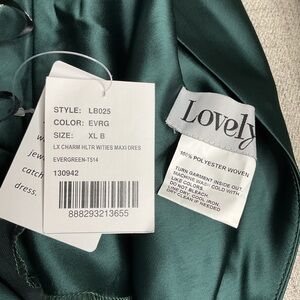 w
jew
catch
dress.
STYLE: LB025
COLOR: EVRG
SIZE: XL B
LX CHARM HLTR W/TIES MAXI DRES
EVERGREEN-T514
130942
888293213655
Lovely
100% POLYESTER WOVEN
TURN GARMENT INSIDE OUT.
MACHINE WASH COLD WITH
LIKE COLORS.
DO NOT BLEACH.
LINE DRY. COOL IRON.
DRY CLEAN IF NEEDED